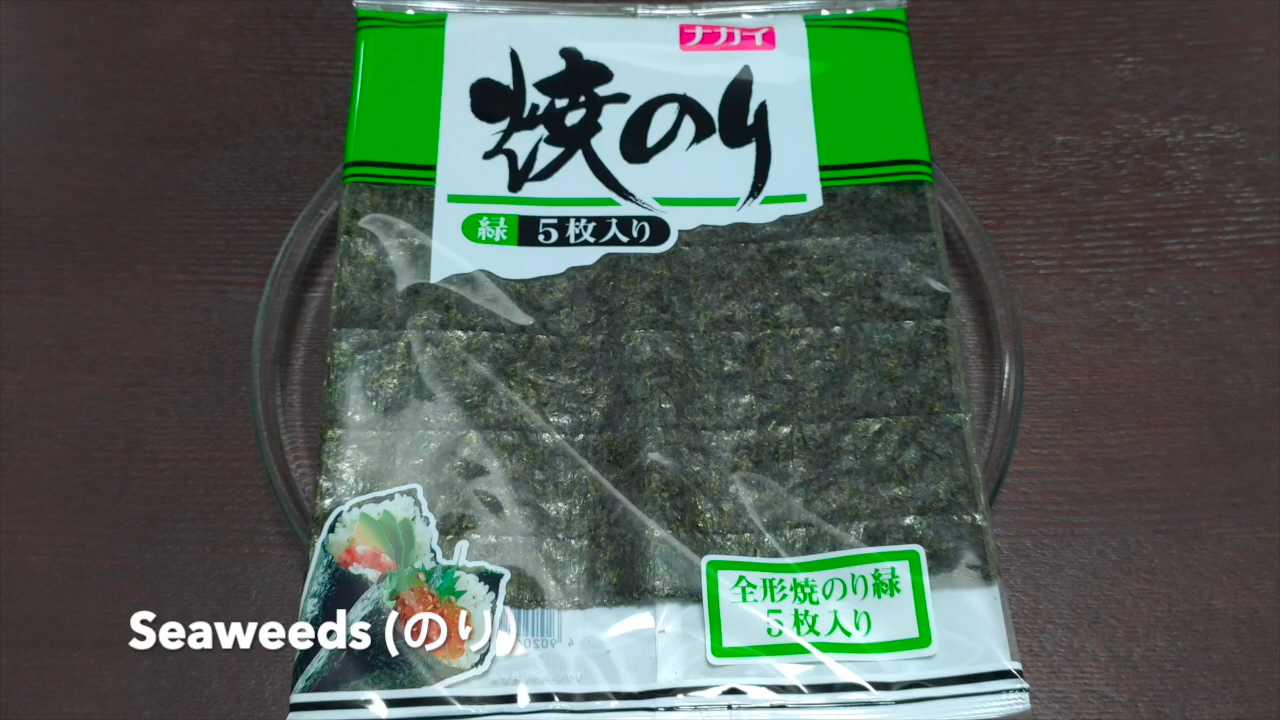 ナカイ
焼のり
緑 5枚入り
全形焼のり緑
5枚入り
Seaweeds (のり)